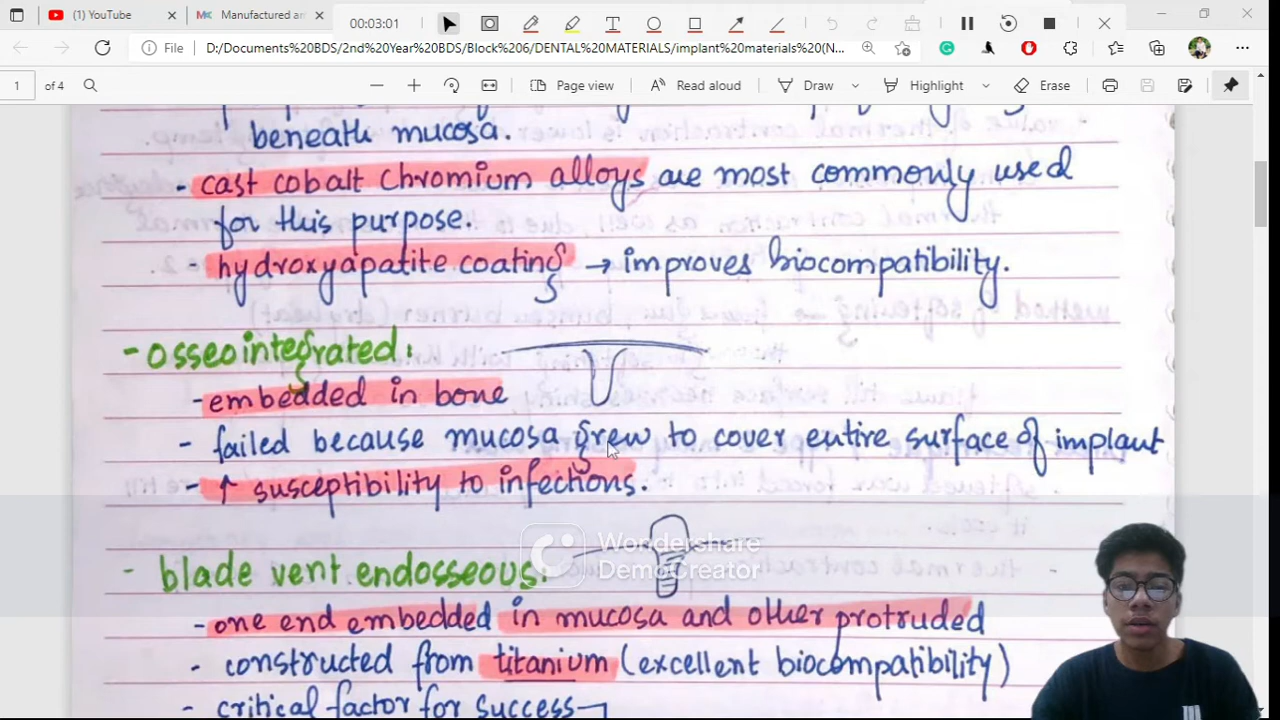 (1) YouTube
Manufactured ar
00:03:01
File
D:/Documents%20BDS/2nd%20Year%20BDS/Block%206/DENTAL%20MATERIALS/implant%20materials%20(N...
1 of 4
Page view
Read aloud
Draw
Highlight
Erase
beneath mucosa.
- cast cobalt chromium alloys are most commonly used
for this purpose.
- hydroxyapatite coating → improves biocompatibility.
- osseointegrated:
- embedded in bone
- failed because mucosa grew to cover entire surface of implant
- ↑ susceptibility to infections.
Wondershare
DemoCreator
- blade vent endosseous:
- one end embedded in mucosa and other protruded
- constructed from titanium (excellent biocompatibility)
- critical factor for success